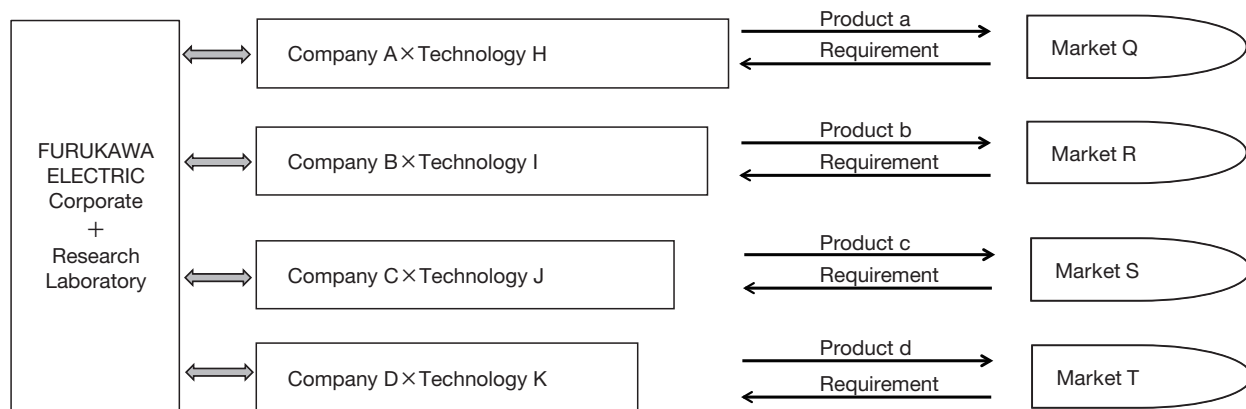 FURUKAWA
ELECTRIC
Corporate
+
Research
Laboratory
Company A×Technology H
Product a
Requirement
Market Q
Company B×Technology I
Product b
Requirement
Market R
Company C×Technology J
Product c
Requirement
Market S
Company D×Technology K
Product d
Requirement
Market T